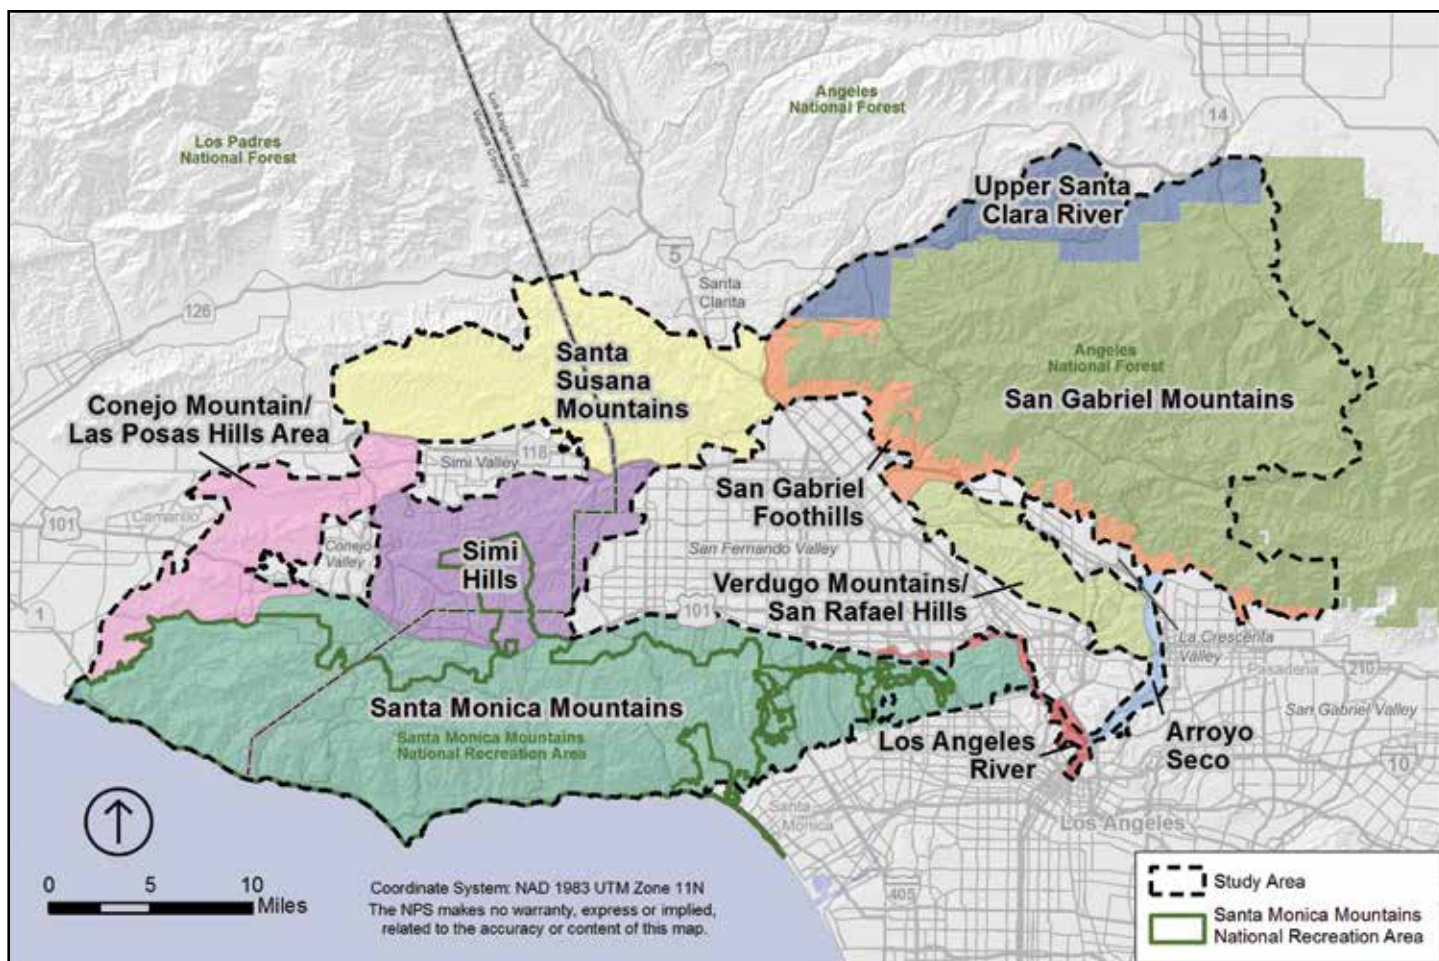 Los Padres
National Forest
Los Angeles County
Ventura County
Angeles
National Forest
14
Upper Santa
Clara River
5
Santa
Clarita
126
Santa
Susana
Mountains
Angeles
National Forest
San Gabriel Mountains
Conejo Mountain/
Las Posas Hills Area
Simi Valley
118
San Gabriel
Foothills
101
Camarillo
Conejo
Valley
Simi
Hills
San Fernando Valley
Verdugo Mountains/
San Rafael Hills
1
101
La Crescenta
Valley
Pasadena
210
Santa Monica Mountains
Santa Monica Mountains
National Recreation Area
San Gabriel Valley
Los Angeles
River
Arroyo
Seco
10
Santa
Monica
Los Angeles
405
0 5 10
Miles
Coordinate System: NAD 1983 UTM Zone 11N
The NPS makes no warranty, express or implied,
related to the accuracy or content of this map.
Study Area
Santa Monica Mountains
National Recreation Area